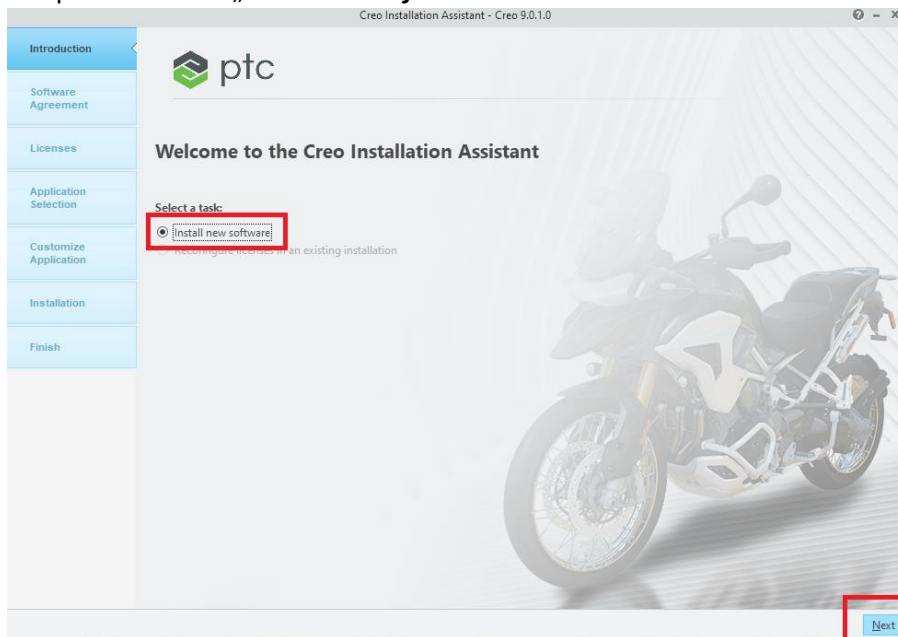 Creo Installation Assistant - Creo 9.0.1.0
Introduction
ptc
Software
Agreement
Licenses
Welcome to the Creo Installation Assistant
Application
Selection
Select a task:
Install new software
Customize
Application
Reconfigure licenses in an existing installation
Installation
Finish
Next